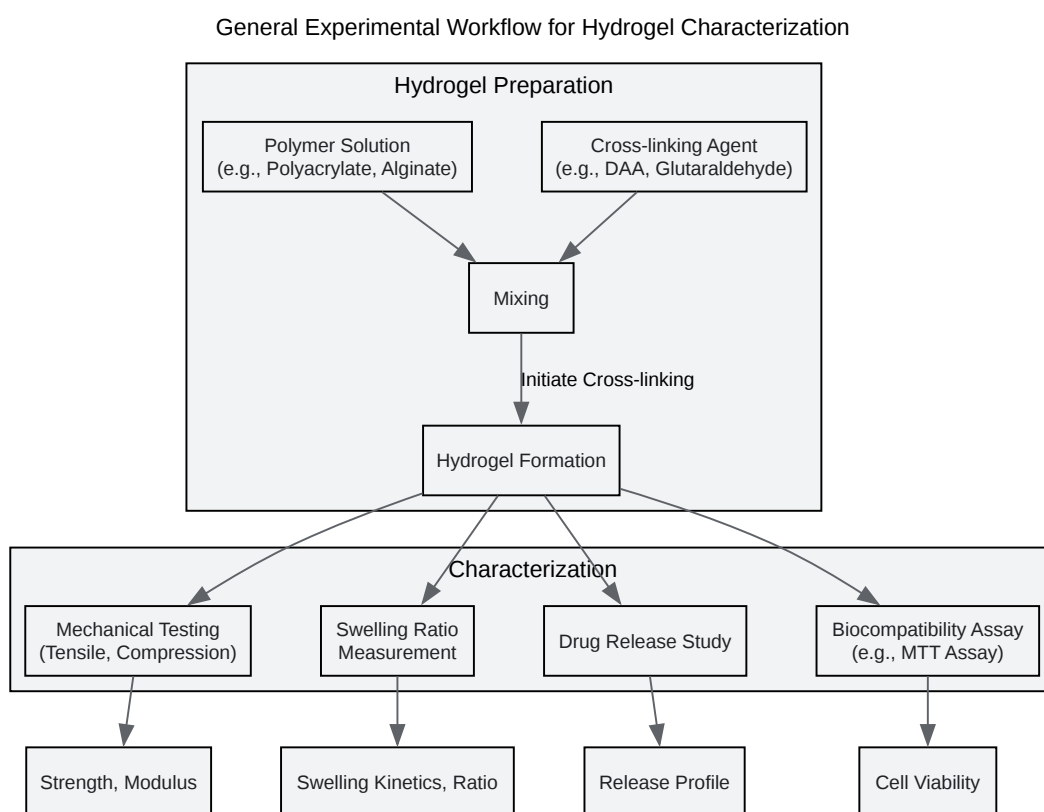 General Experimental Workflow for Hydrogel Characterization
Hydrogel Preparation
Polymer Solution
(e.g., Polyacrylate, Alginate)
Cross-linking Agent
(e.g., DAA, Glutaraldehyde)
Mixing
Initiate Cross-linking
Hydrogel Formation
Characterization
Mechanical Testing
(Tensile, Compression)
Swelling Ratio
Measurement
Drug Release Study
Biocompatibility Assay
(e.g., MTT Assay)
Strength, Modulus
Swelling Kinetics, Ratio
Release Profile
Cell Viability